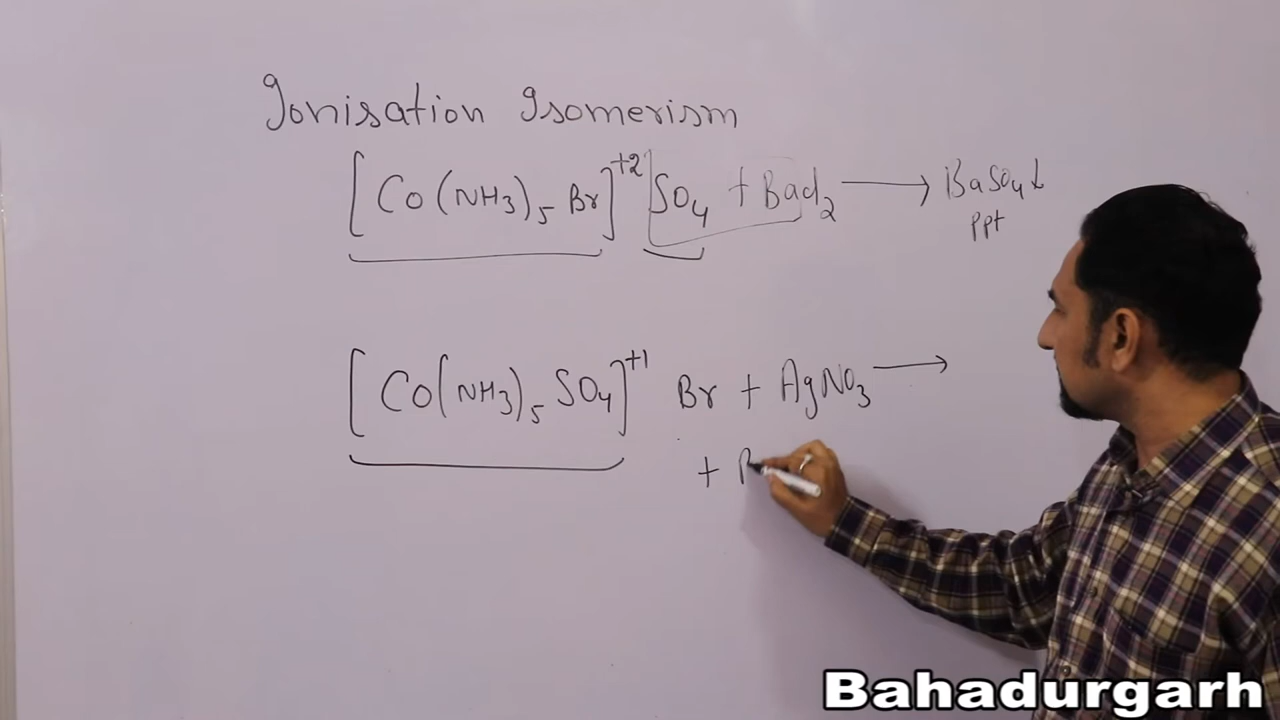 Ionisation Isomerism
[Co(NH3)5 Br]+2 SO4 + BaCl2 ⟶ BaSO4↓
ppt
[Co(NH3)5 SO4]+1 Br + AgNO3 ⟶
+
Bahadurgarh